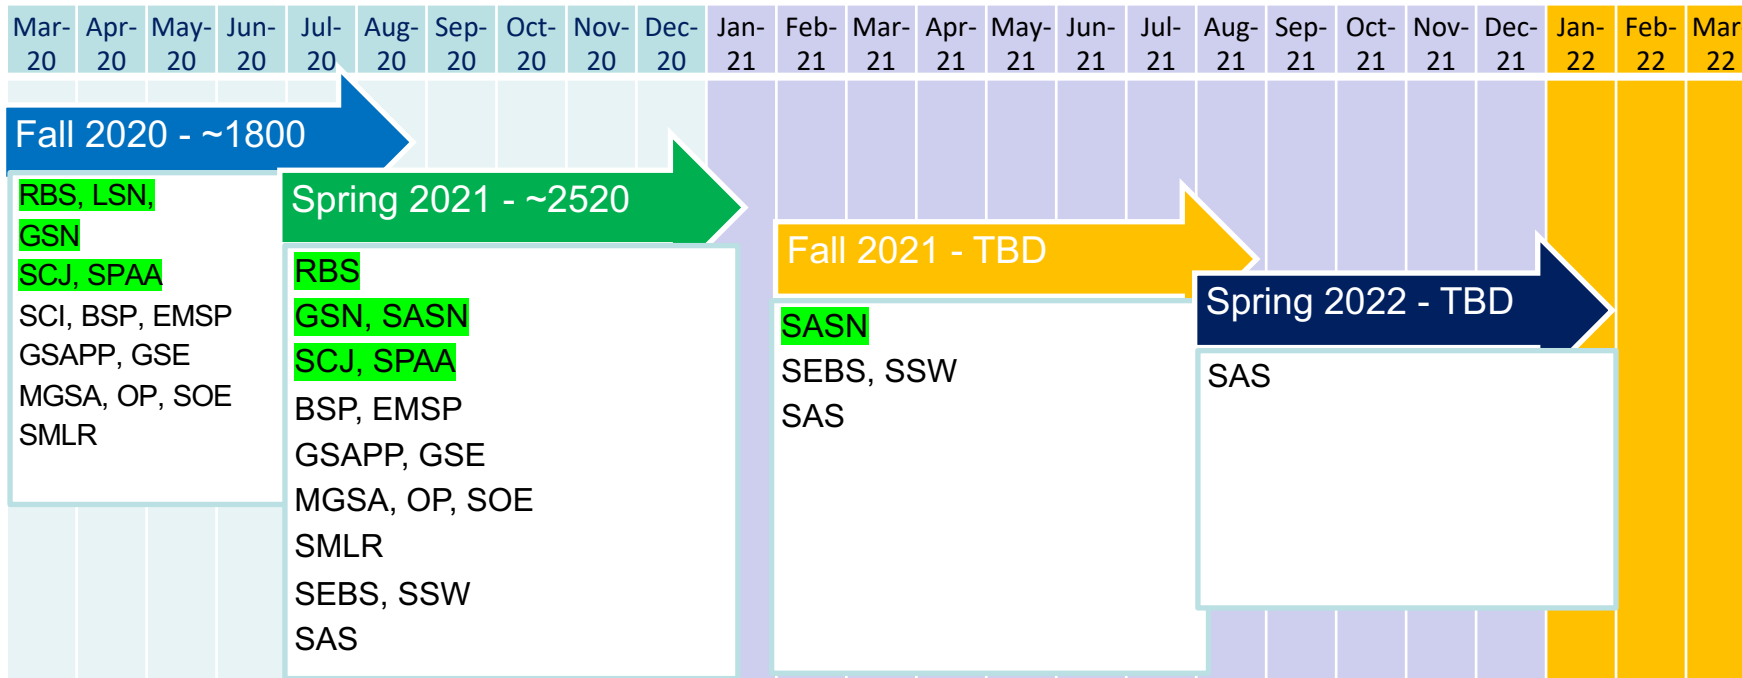 Mar-20 Apr-20 May-20 Jun-20 Jul-20 Aug-20 Sep-20 Oct-20 Nov-20 Dec-20 Jan-21 Feb-21 Mar-21 Apr-21 May-21 Jun-21 Jul-21 Aug-21 Sep-21 Oct-21 Nov-21 Dec-21 Jan-22 Feb-22 Mar-22
Fall 2020 - ~1800
RBS, LSN,
GSN
SCJ, SPAA
SCI, BSP, EMSP
GSAPP, GSE
MGSA, OP, SOE
SMLR
Spring 2021 - ~2520
RBS
GSN, SASN
SCJ, SPAA
BSP, EMSP
GSAPP, GSE
MGSA, OP, SOE
SMLR
SEBS, SSW
SAS
Fall 2021 - TBD
SASN
SEBS, SSW
SAS
Spring 2022 - TBD
SAS